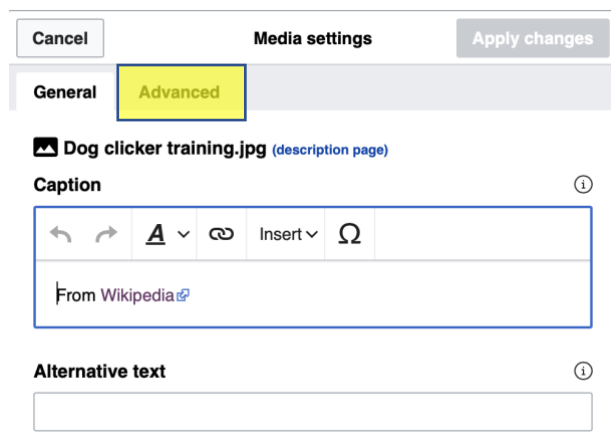 Cancel Media settings Apply changes
General Advanced
Dog clicker training.jpg (description page)
Caption
A Insert Ω
From Wikipedia
Alternative text